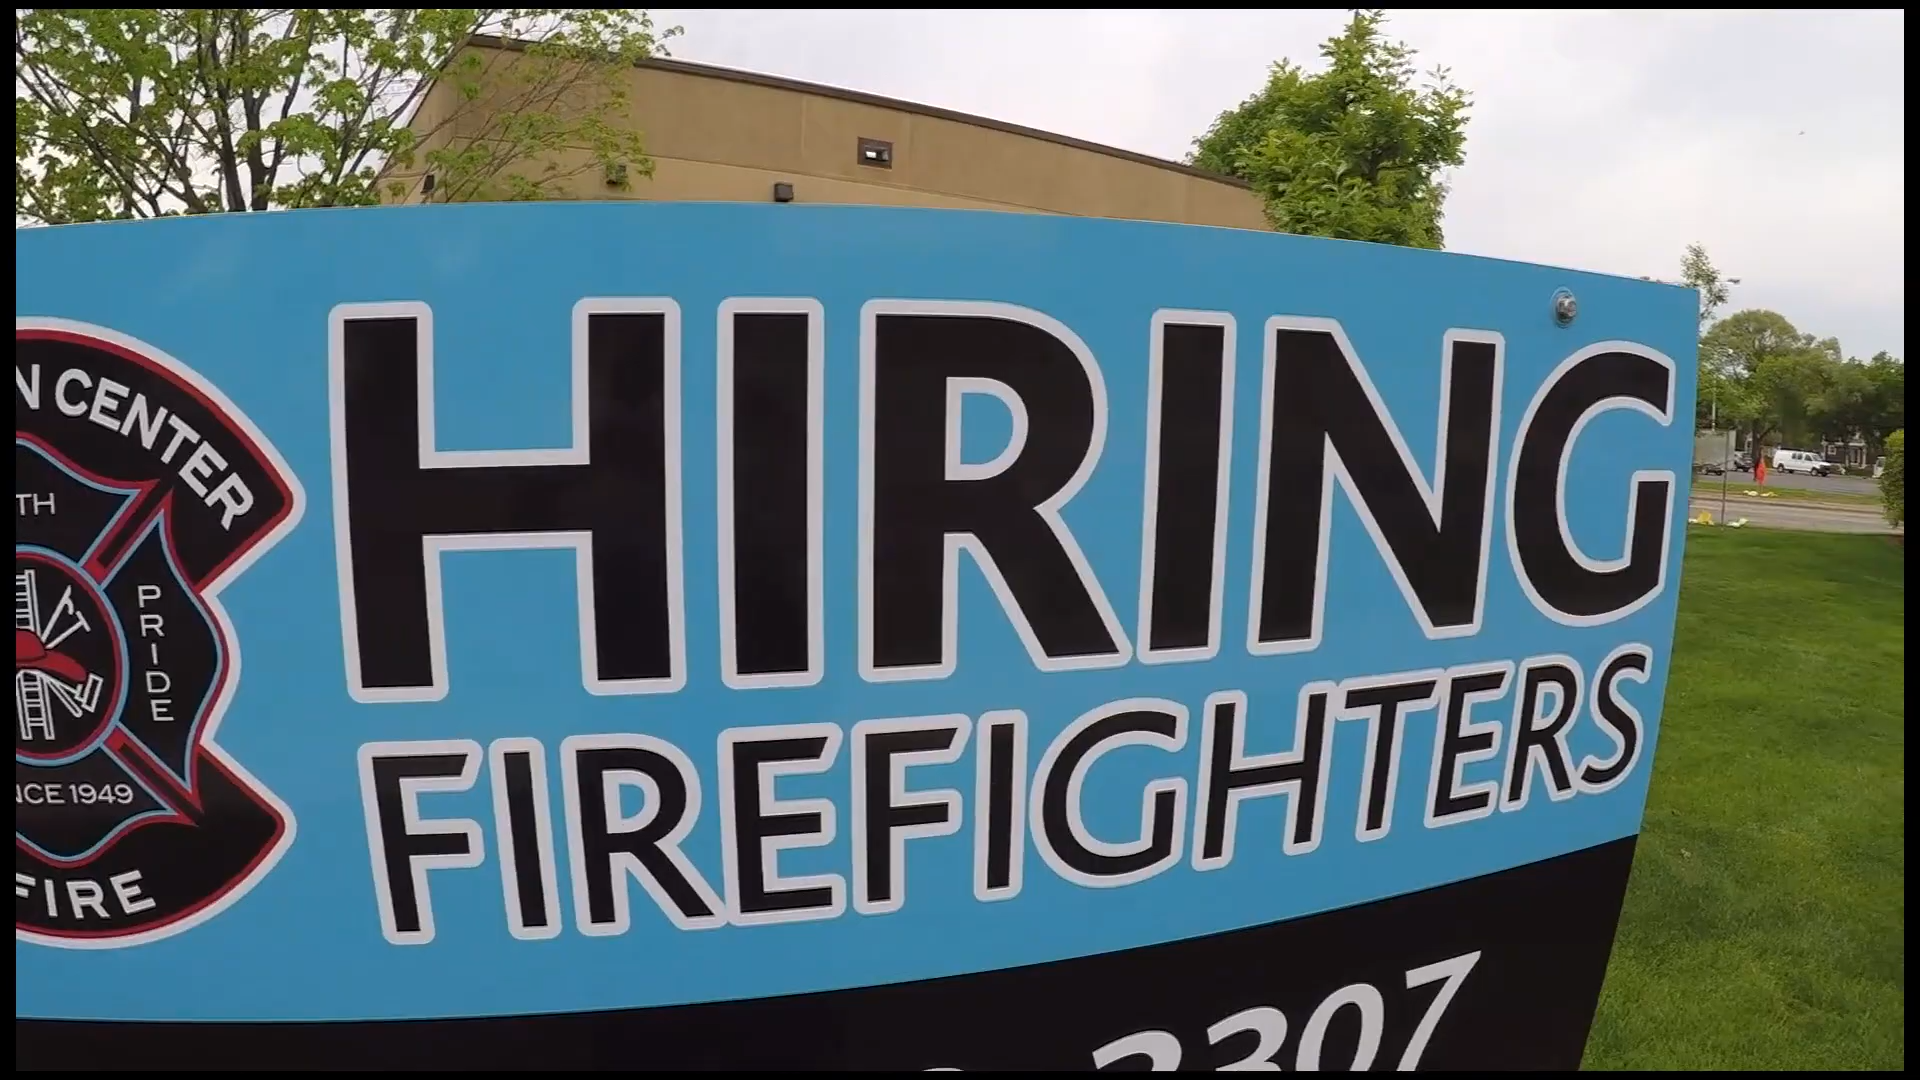 HIRING
FIREFIGHTERS
N CENTER
TH
PRIDE
NCE 1949
FIRE
3307